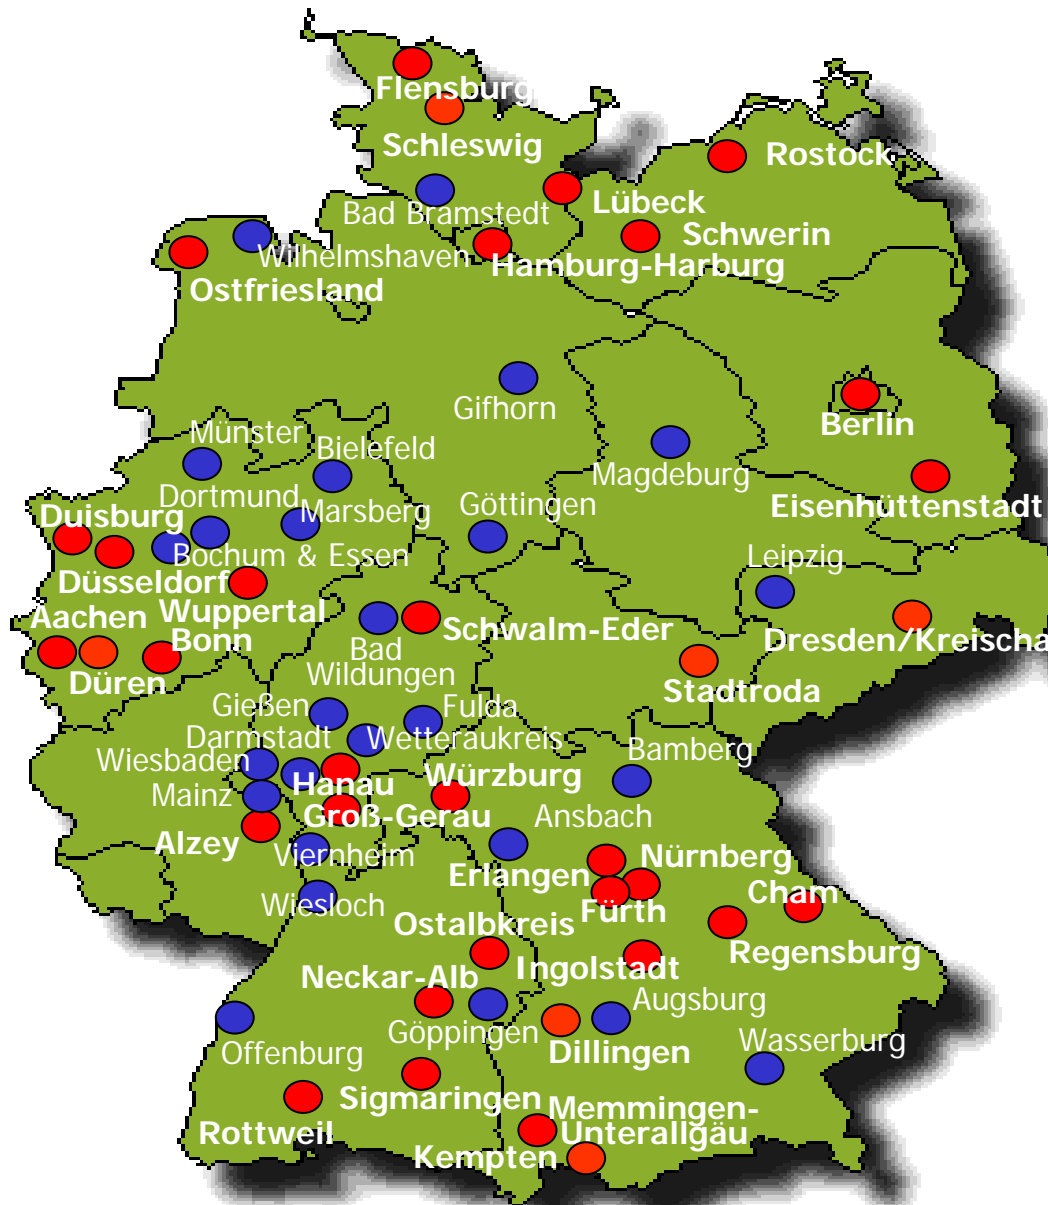 Flensburg
Schleswig
Rostock
Bad Bramstedt
Lübeck
Schwerin
Wilhelmshaven
Hamburg-Harburg
Ostfriesland
Gifhorn
Berlin
Münster
Bielefeld
Magdeburg
Dortmund
Marsberg
Göttingen
Eisenhüttenstadt
Duisburg
Bochum & Essen
Leipzig
Düsseldorf
Aachen
Wuppertal
Bonn
Schwalm-Eder
Dresden/Kreischa
Bad
Wildungen
Düren
Stadtroda
Gießen
Fulda
Darmstadt
Wetteraukreis
Bamberg
Wiesbaden
Hanau
Würzburg
Mainz
Groß-Gerau
Ansbach
Alzey
Viernheim
Nürnberg
Erlangen
Cham
Wiesloch
Fürth
Ostalbkreis
Regensburg
Neckar-Alb
Ingolstadt
Augsburg
Göppingen
Wasserburg
Offenburg
Dillingen
Sigmaringen
Memmingen-
Unterallgäu
Rottweil
Kempten